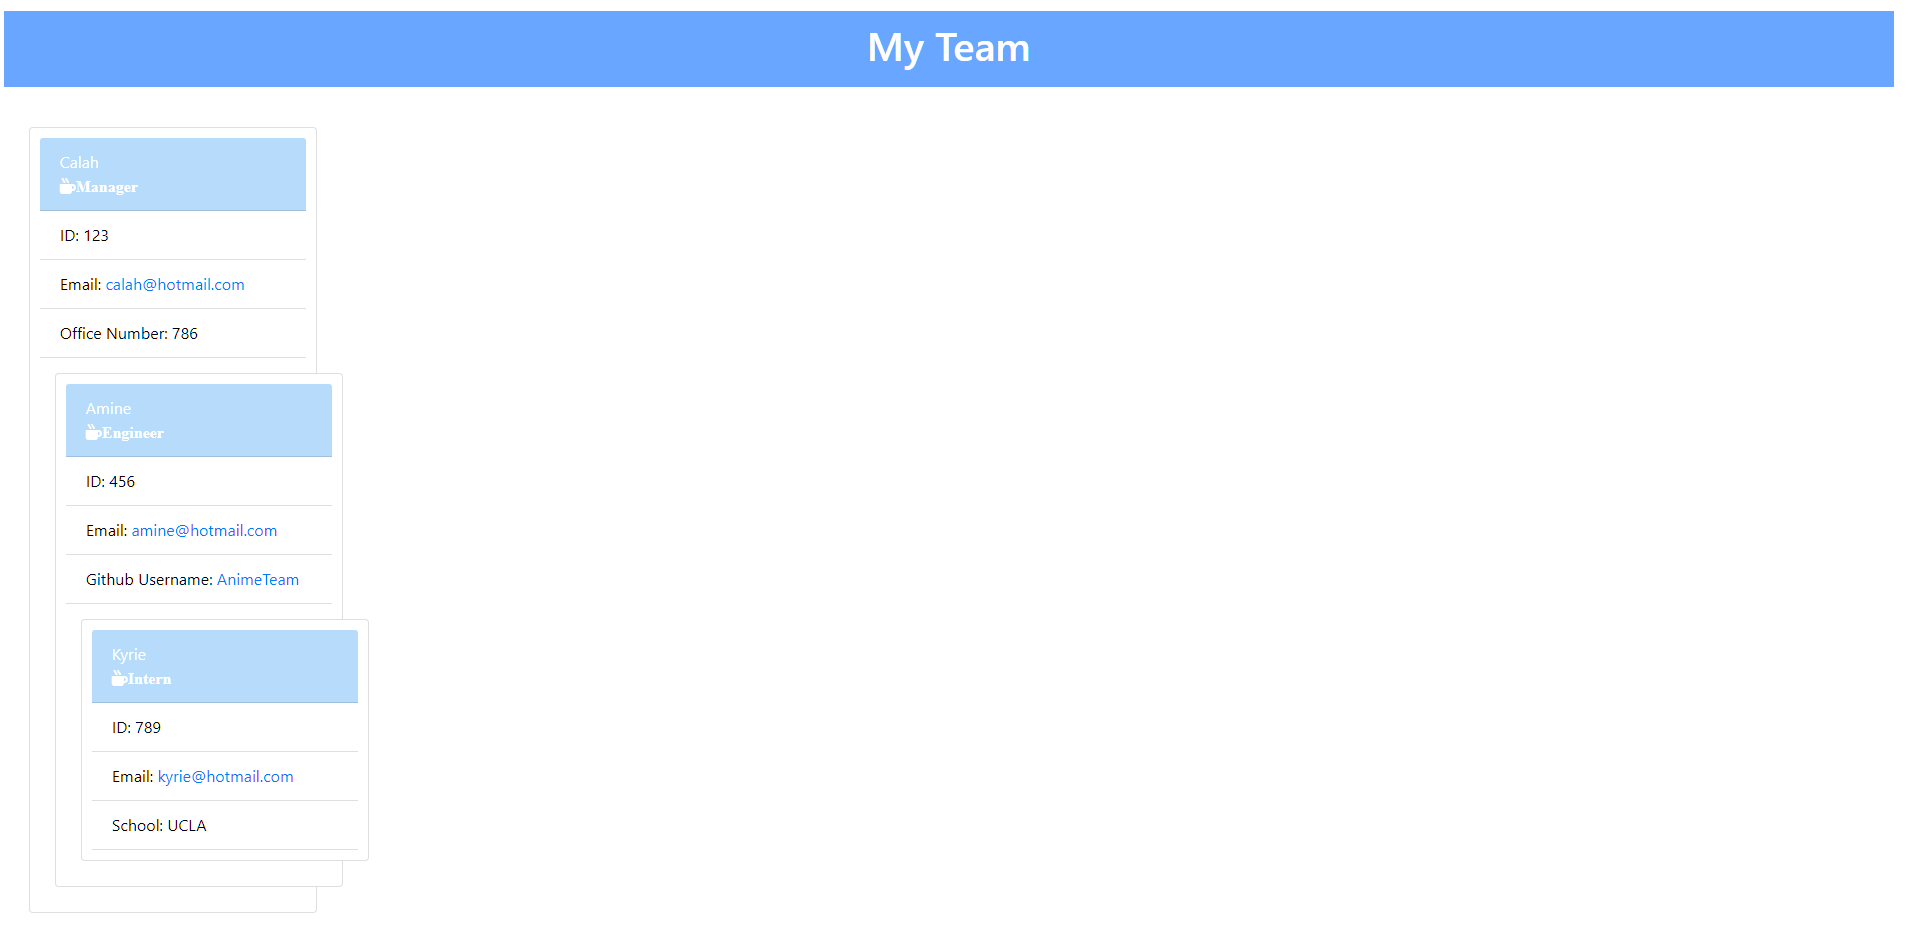 My Team
Calah
Manager
ID: 123
Email: calah@hotmail.com
Office Number: 786
Amine
Engineer
ID: 456
Email: amine@hotmail.com
Github Username: AnimeTeam
Kyrie
Intern
ID: 789
Email: kyrie@hotmail.com
School: UCLA